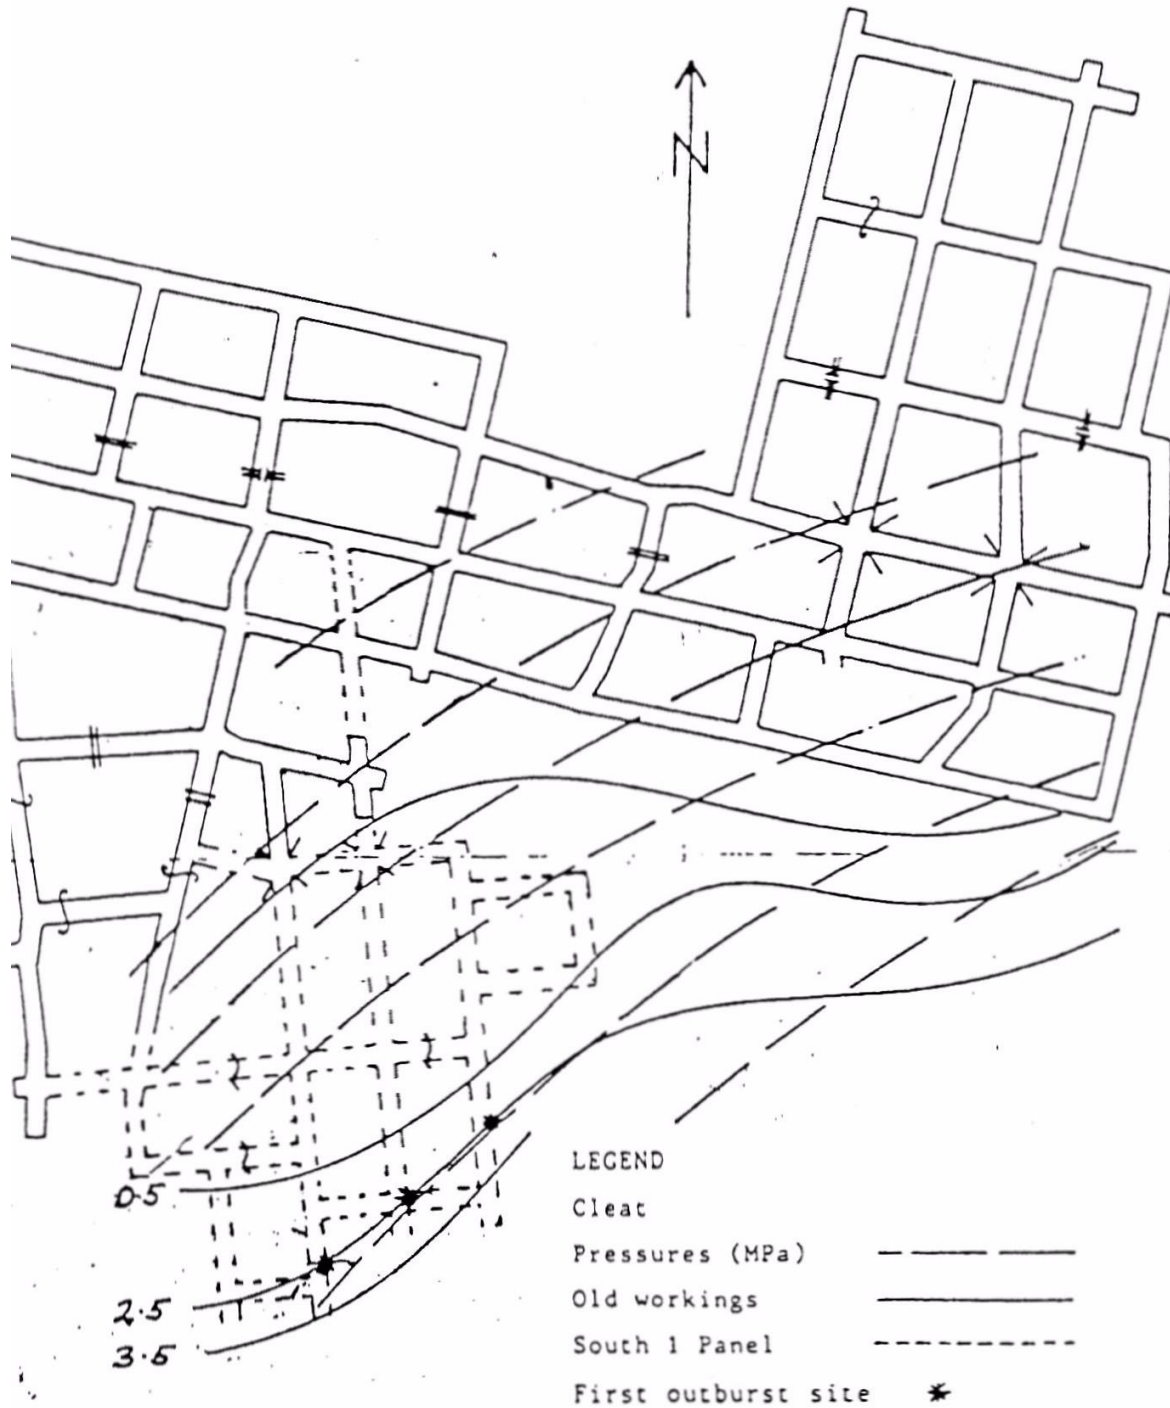 N
0.5
2.5
3.5
LEGEND
Cleat
Pressures (MPa)
Old workings
South 1 Panel
First outburst site